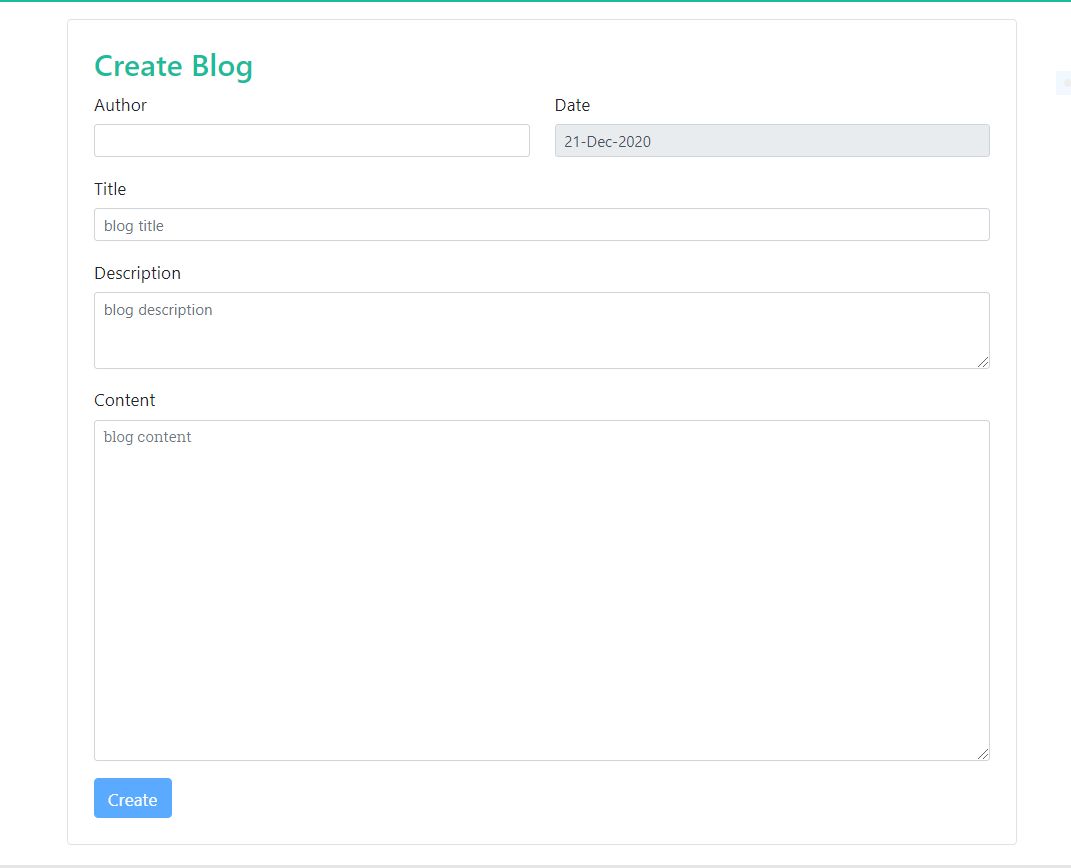 Create Blog
Author
Date
21-Dec-2020
Title
blog title
Description
blog description
Content
blog content
Create